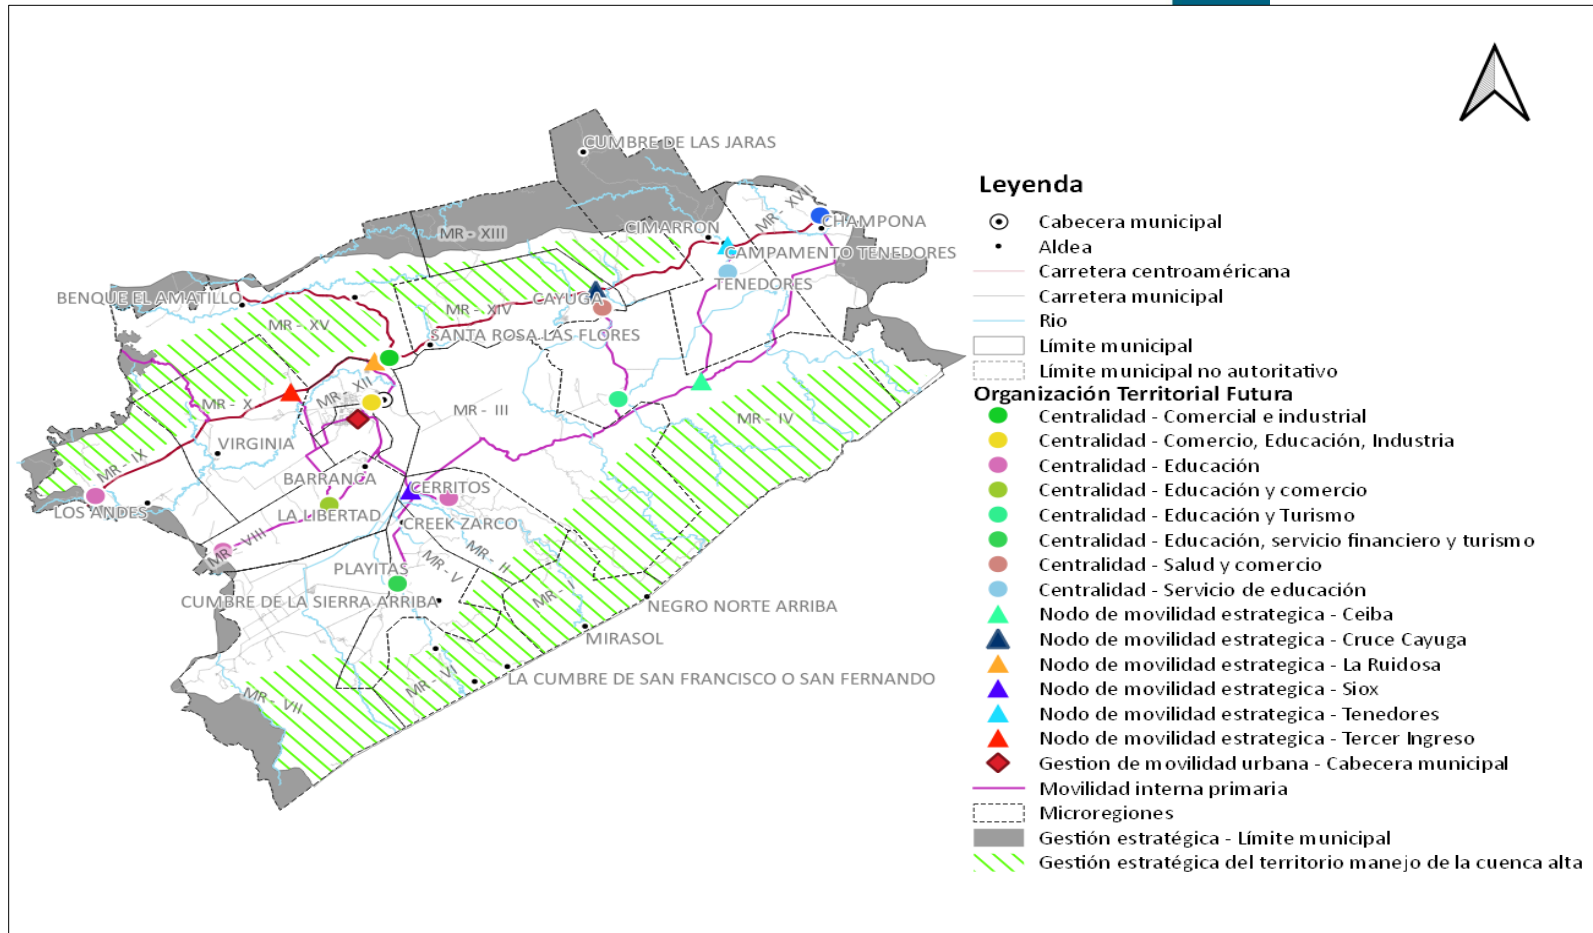 CUMBRE DE LAS JARAS
MR - XVII
CHAMPONA
CIMARRON
MR - XIII
CAMPAMENTO TENEDORES
TENEDORES
BENQUE EL AMATILLO
CAYUGA
MR - XIV
MR - XV
SANTA ROSA LAS FLORES
MR - XII
MR - X
MR - III
MR - IV
VIRGINIA
MR - IX
BARRANCA
CERRITOS
LOS ANDES
LA LIBERTAD
CREEK ZARCO
MR - VIII
MR - II
PLAYITAS
MR - V
MR - I
CUMBRE DE LA SIERRA ARRIBA
NEGRO NORTE ARRIBA
MIRASOL
MR - VI
LA CUMBRE DE SAN FRANCISCO O SAN FERNANDO
MR - VII
Leyenda
Cabecera municipal
Aldea
Carretera centroaméricana
Carretera municipal
Rio
Límite municipal
Límite municipal no autoritativo
Organización Territorial Futura
Centralidad - Comercial e industrial
Centralidad - Comercio, Educación, Industria
Centralidad - Educación
Centralidad - Educación y comercio
Centralidad - Educación y Turismo
Centralidad - Educación, servicio financiero y turismo
Centralidad - Salud y comercio
Centralidad - Servicio de educación
Nodo de movilidad estrategica - Ceiba
Nodo de movilidad estrategica - Cruce Cayuga
Nodo de movilidad estrategica - La Ruidosa
Nodo de movilidad estrategica - Siox
Nodo de movilidad estrategica - Tenedores
Nodo de movilidad estrategica - Tercer Ingreso
Gestion de movilidad urbana - Cabecera municipal
Movilidad interna primaria
Microregiones
Gestión estratégica - Límite municipal
Gestión estratégica del territorio manejo de la cuenca alta